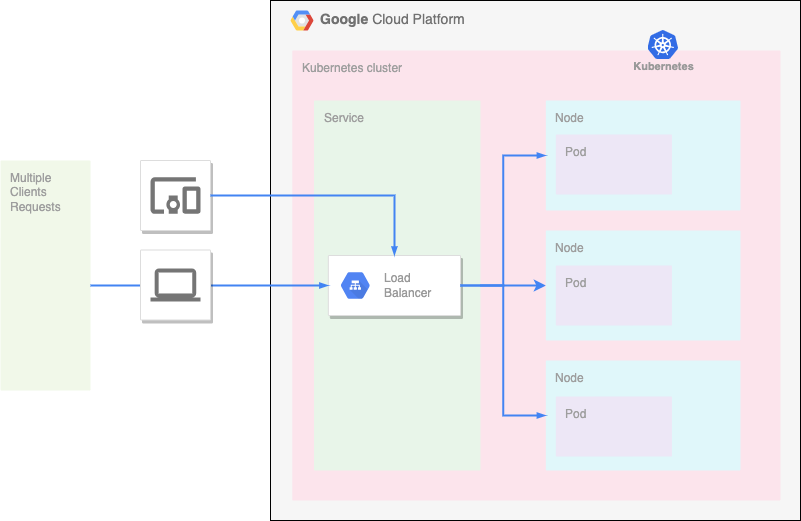 Google Cloud Platform
Kubernetes cluster
Kubernetes
Service
Node
Pod
Multiple
Clients
Requests
Node
Load
Balancer
Pod
Node
Pod